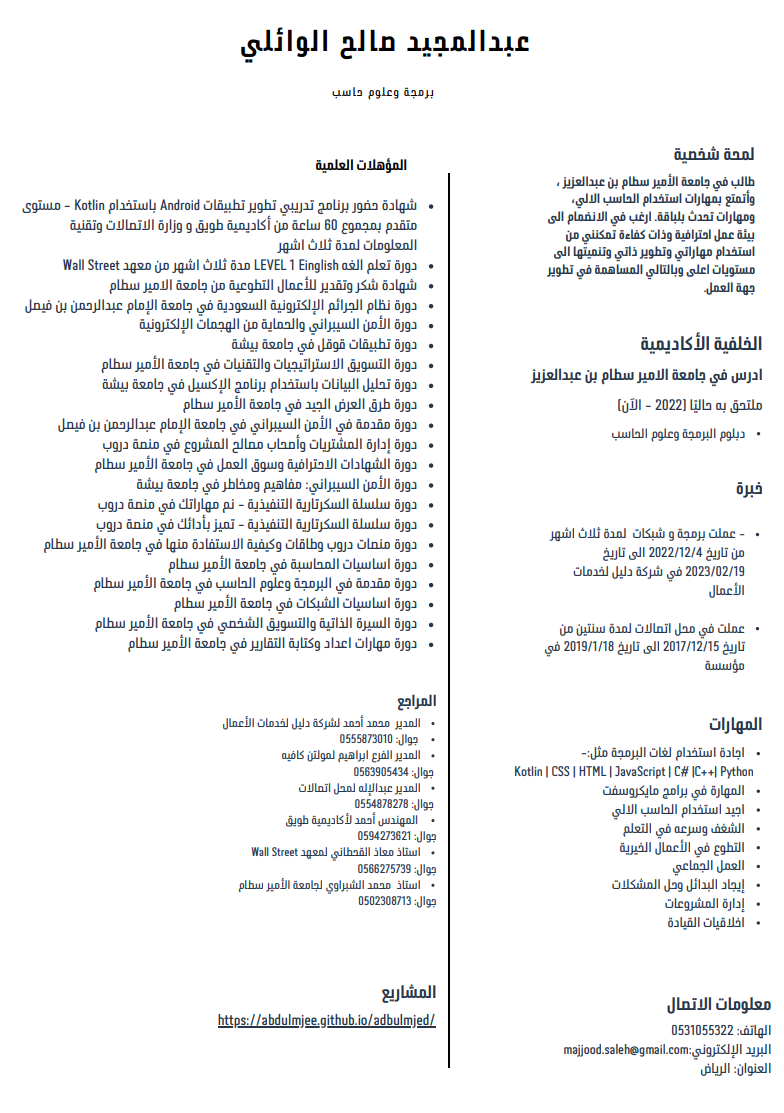 عبدالمجيد صالح الوائلي
برمجة وعلوم حاسب
لمحة شخصية
طالب في جامعة الأمير سطام بن عبدالعزيز ،
وأتمتع بمهارات استخدام الحاسب الالي،
ومهارات تحدث بلباقة. ارغب في الانضمام الى
بيئة عمل احترافية وذات كفاءة تمكنني من
استخدام مهاراتي وتطوير ذاتي وتنميتها الى
مستويات اعلى وبالتالي المساهمة في تطوير
جهة العمل.
الخلفية الأكاديمية
ادرس في جامعة الامير سطام بن عبدالعزيز
ملتحق به حاليًا (2022 - الآن)
• دبلوم البرمجة وعلوم الحاسب
خبرة
• - عملت برمجة و شبكات لمدة ثلاث اشهر
من تاريخ 2022/12/4 الى تاريخ
2023/02/19 في شركة دليل لخدمات
الأعمال
• عملت في محل اتصالات لمدة سنتين من
تاريخ 2017/12/15 الى تاريخ 2019/1/18 في
مؤسسة
المهارات
• اجادة استخدام لغات البرمجة مثل:-
Kotlin | CSS | HTML | JavaScript | C# |C++| Python
• المهارة في برامج مايكروسفت
• اجيد استخدام الحاسب الالي
• الشغف وسرعه في التعلم
• التطوع في الأعمال الخيرية
• العمل الجماعي
• إيجاد البدائل وحل المشكلات
• إدارة المشروعات
• اخلاقيات القيادة
معلومات الاتصال
الهاتف: 0531055322
البريد الإلكتروني:majjood.saleh@gmail.com
العنوان: الرياض
المؤهلات العلمية
• شهادة حضور برنامج تدريبي تطوير تطبيقات Android باستخدام Kotlin - مستوى
متقدم بمجموع 60 ساعة من أكاديمية طويق و وزارة الاتصالات وتقنية
المعلومات لمدة ثلاث اشهر
• دورة تعلم الغه LEVEL 1 Einglish مدة ثلاث اشهر من معهد Wall Street
• شهادة شكر وتقدير للأعمال التطوعية من جامعة الامير سطام
• دورة نظام الجرائم الإلكترونية السعودية في جامعة الإمام عبدالرحمن بن فيصل
• دورة الأمن السيبراني والحماية من الهجمات الإلكترونية
• دورة تطبيقات قوقل في جامعة بيشة
• دورة التسويق الاستراتيجيات والتقنيات في جامعة الأمير سطام
• دورة تحليل البيانات باستخدام برنامج الإكسيل في جامعة بيشة
• دورة طرق العرض الجيد في جامعة الأمير سطام
• دورة مقدمة في الأمن السيبراني في جامعة الإمام عبدالرحمن بن فيصل
• دورة إدارة المشتريات وأصحاب مصالح المشروع في منصة دروب
• دورة الشهادات الاحترافية وسوق العمل في جامعة الأمير سطام
• دورة الأمن السيبراني: مفاهيم ومخاطر في جامعة بيشة
• دورة سلسلة السكرتارية التنفيذية - نم مهاراتك في منصة دروب
• دورة سلسلة السكرتارية التنفيذية - تميز بأدائك في منصة دروب
• دورة منصات دروب وطاقات وكيفية الاستفادة منها في جامعة الأمير سطام
• دورة اساسيات المحاسبة في جامعة الأمير سطام
• دورة مقدمة في البرمجة وعلوم الحاسب في جامعة الأمير سطام
• دورة اساسيات الشبكات في جامعة الأمير سطام
• دورة السيرة الذاتية والتسويق الشخصي في جامعة الأمير سطام
• دورة مهارات اعداد وكتابة التقارير في جامعة الأمير سطام
المراجع
• المدير محمد أحمد لشركة دليل لخدمات الأعمال
• جوال: 0555873010
• المدير الفرع ابراهيم لمولتن كافيه
جوال: 0563905434
• المدير عبدالإله لمحل اتصالات
جوال: 0554878278
• المهندس أحمد لأكاديمية طويق
جوال: 0594273621
• استاذ معاذ القحطاني لمعهد Wall Street
جوال: 0566275739
• استاذ محمد الشبراوي لجامعة الأمير سطام
جوال: 0502308713
المشاريع
https://abdulmjee.github.io/adbulmjed/